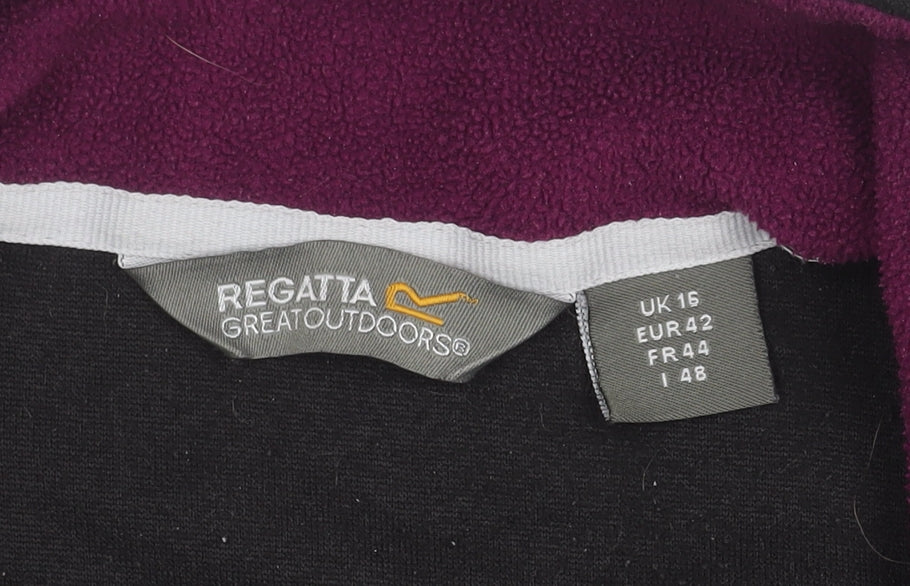 REGATTA
GREATOUTDOORS®
UK 16
EUR 42
FR 44
I 48